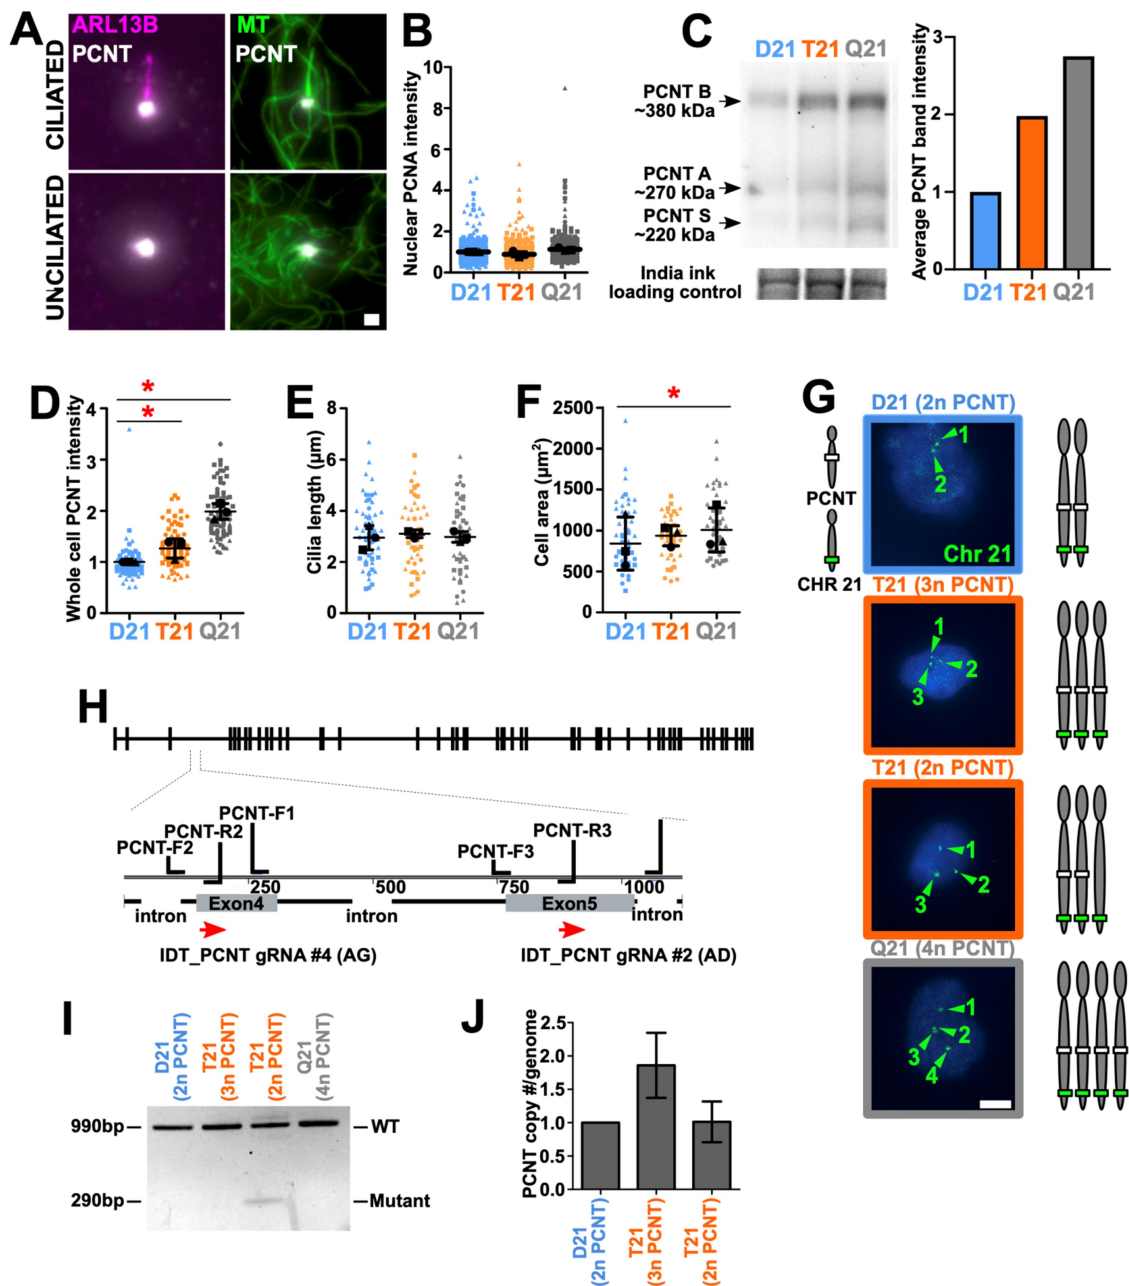 A
ARL13B
PCNT
MT
PCNT
CILIATED
UNCILIATED
B
Nuclear PCNA intensity
10
8
6
4
2
0
D21 T21 Q21
C
D21 T21 Q21
PCNT B
~380 kDa
PCNT A
~270 kDa
PCNT S
~220 kDa
India ink
loading control
Average PCNT band intensity
3
2
1
0
D21 T21 Q21
D
Whole cell PCNT intensity
*
*
4
3
2
1
0
D21 T21 Q21
E
Cilia length (µm)
8
6
4
2
0
D21 T21 Q21
F
Cell area (µm²)
*
2500
2000
1500
1000
500
0
D21 T21 Q21
G
PCNT
CHR 21
D21 (2n PCNT)
1
2
Chr 21
T21 (3n PCNT)
1
2
3
T21 (2n PCNT)
1
2
3
Q21 (4n PCNT)
1
2
3
4
H
PCNT-F1
PCNT-R2
PCNT-F2
PCNT-R3
PCNT-F3
250 500 750 1000
Exon4 Exon5
intron intron intron
IDT_PCNT gRNA #4 (AG) IDT_PCNT gRNA #2 (AD)
I
D21
(2n PCNT)
T21
(3n PCNT)
T21
(2n PCNT)
Q21
(4n PCNT)
990bp WT
290bp Mutant
J
PCNT copy #/genome
2.5
2.0
1.5
1.0
0.5
0.0
D21
(2n PCNT)
T21
(3n PCNT)
T21
(2n PCNT)